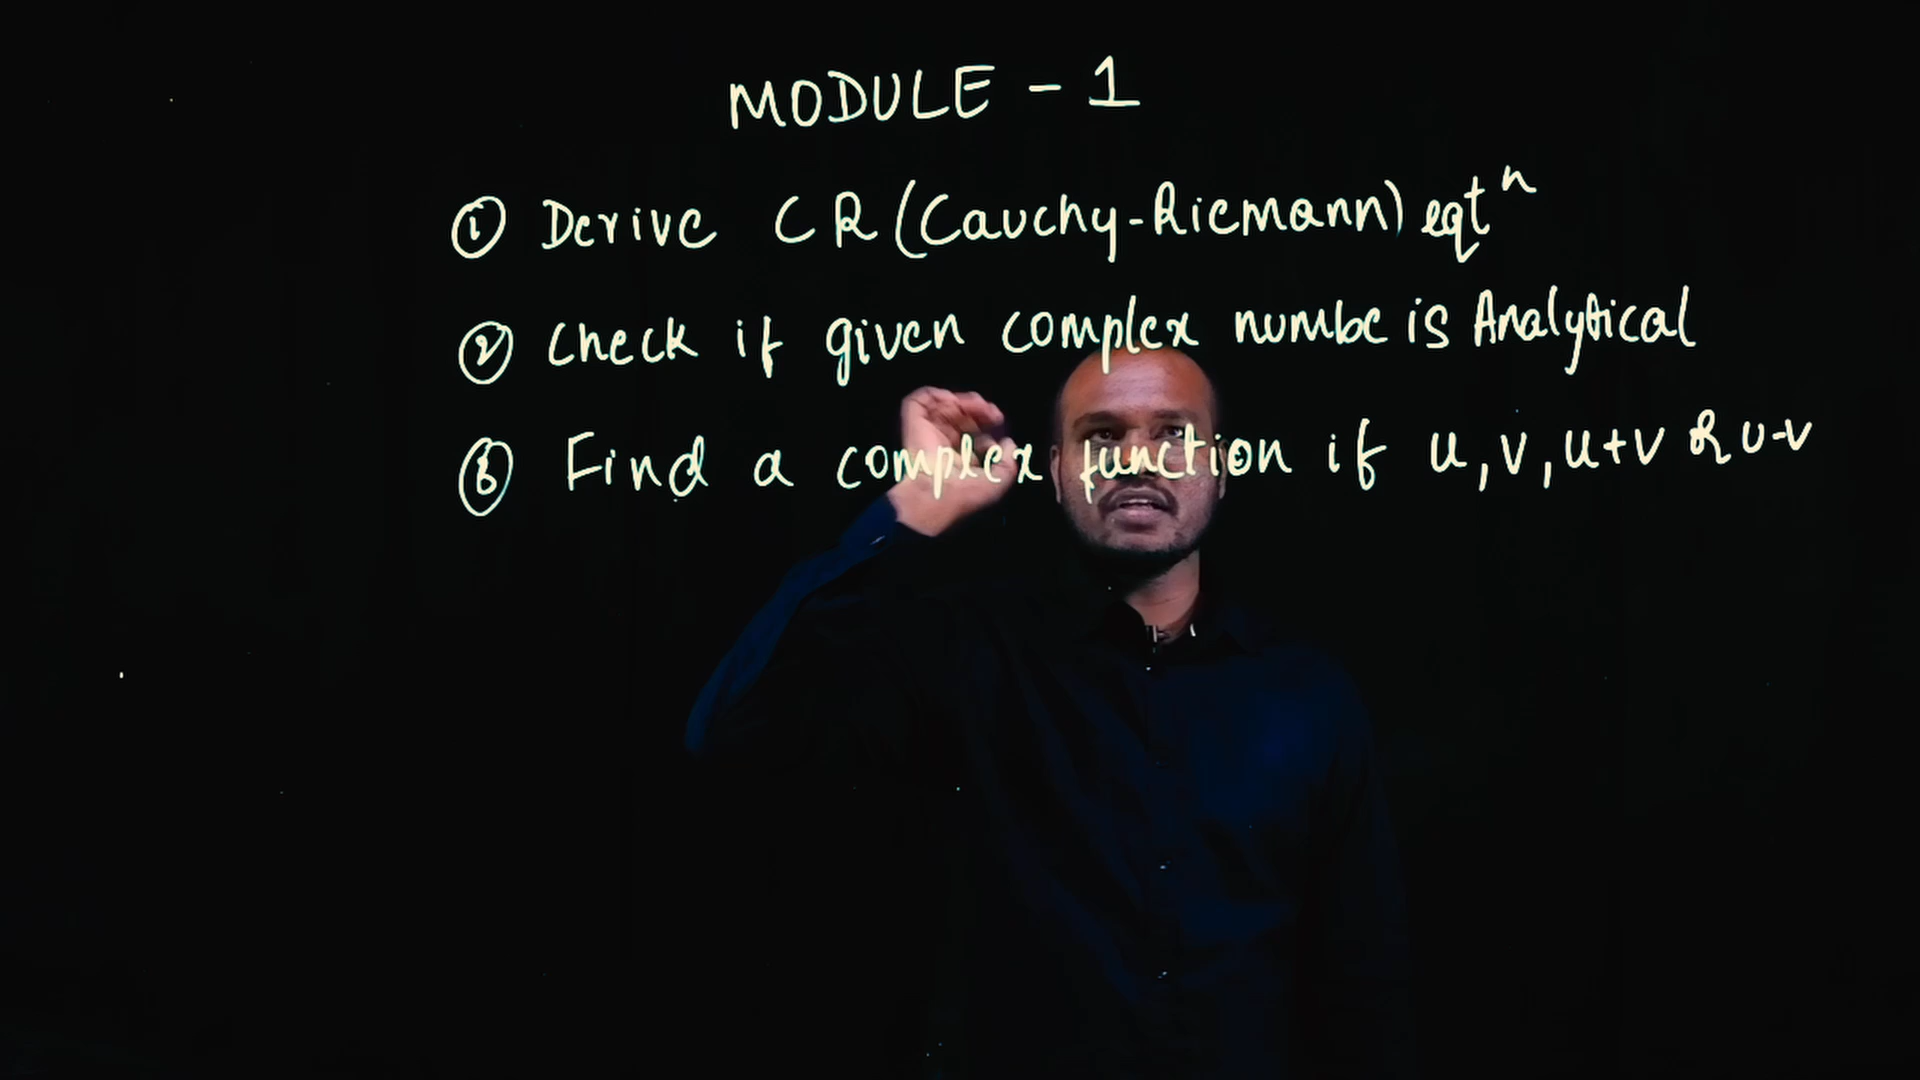 MODULE - 1
① Derive CR (Cauchy-Riemann) eqtⁿ
② Check if given complex numbe is Analytical
③ Find a complex function if u, v, u+v & u-v